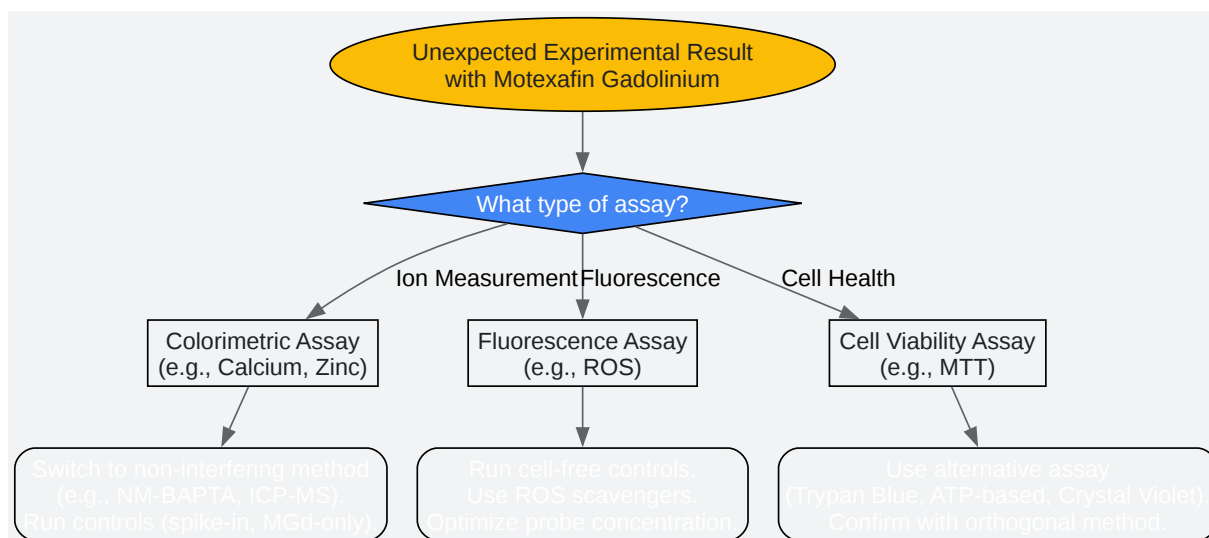 Unexpected Experimental Result
with Motexafin Gadolinium
What type of assay?
Ion Measurement
Fluorescence
Cell Health
Colorimetric Assay
(e.g., Calcium, Zinc)
Fluorescence Assay
(e.g., ROS)
Cell Viability Assay
(e.g., MTT)
Switch to non-interfering method
(e.g., NM-BAPTA, ICP-MS).
Run controls (spike-in, MGd-only).
Run cell-free controls.
Use ROS scavengers.
Optimize probe concentration.
Use alternative assay
(Trypan Blue, ATP-based, Crystal Violet).
Confirm with orthogonal method.